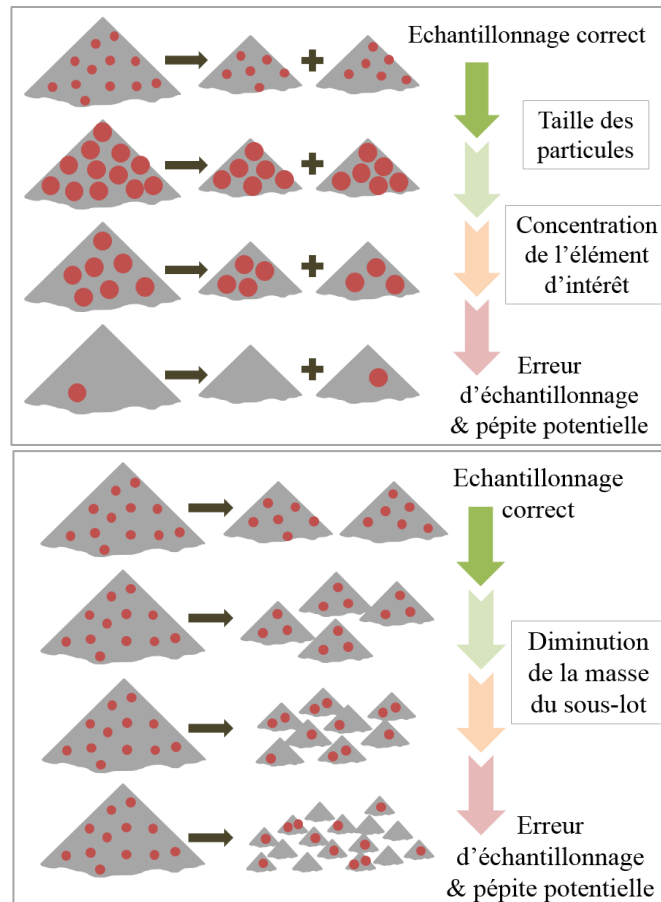 Echantillonnage correct
Taille des
particules
Concentration
de l'élément
d'intérêt
Erreur
d'échantillonnage
& pépite potentielle
Echantillonnage
correct
Diminution
de la masse
du sous-lot
Erreur
d'échantillonnage
& pépite potentielle